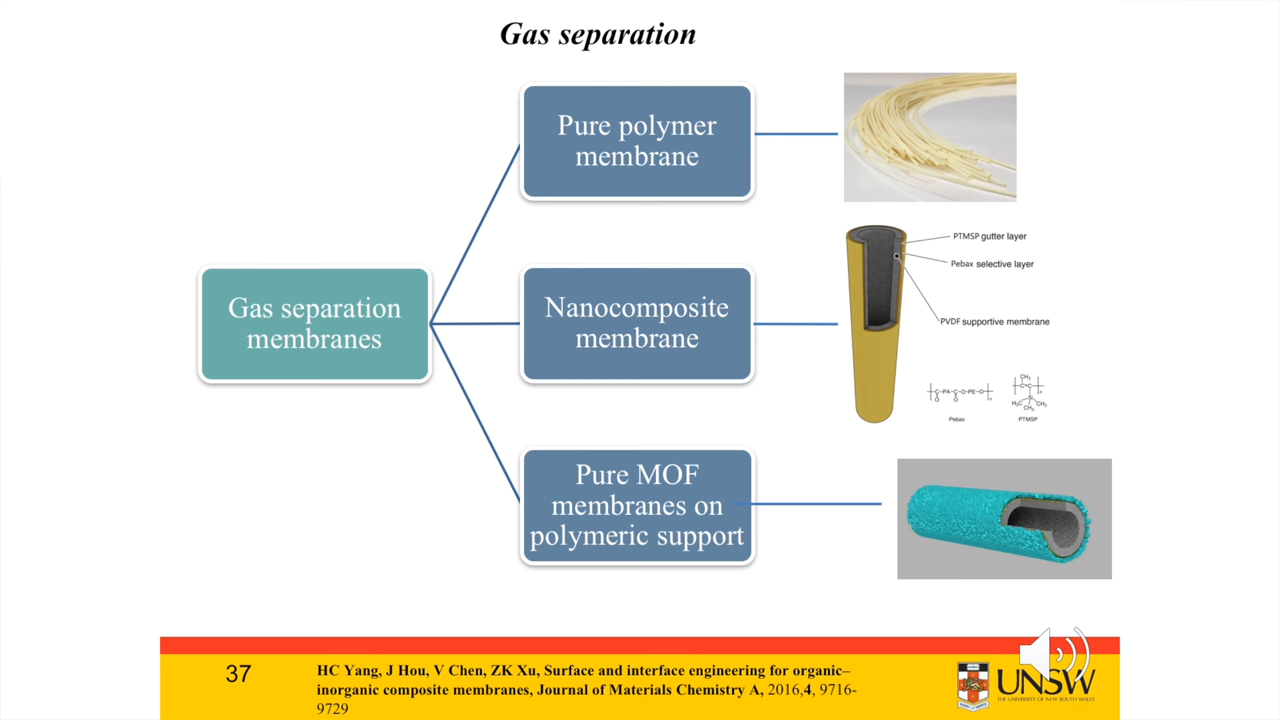 Gas separation
Pure polymer
membrane
Gas separation
membranes
Nanocomposite
membrane
Pure MOF
membranes on
polymeric support
PTMSP gutter layer
Pebax selective layer
PVDF supportive membrane
Pebax
PTMSP
37
HC Yang, J Hou, V Chen, ZK Xu, Surface and interface engineering for organic–
inorganic composite membranes, Journal of Materials Chemistry A, 2016,4, 9716-
9729
UNSW
THE UNIVERSITY OF NEW SOUTH WALES